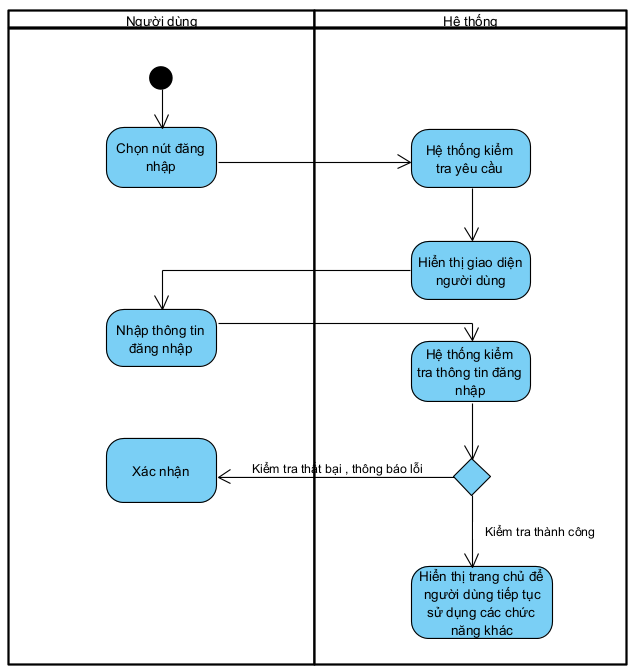 Người dùng
Hệ thống
Chọn nút đăng
nhập
Hệ thống kiểm
tra yêu cầu
Hiển thị giao diện
người dùng
Nhập thông tin
đăng nhập
Hệ thống kiểm
tra thông tin đăng
nhập
Xác nhận
Kiểm tra thất bại , thông báo lỗi
Kiểm tra thành công
Hiển thị trang chủ để
người dùng tiếp tục
sử dụng các chức
năng khác